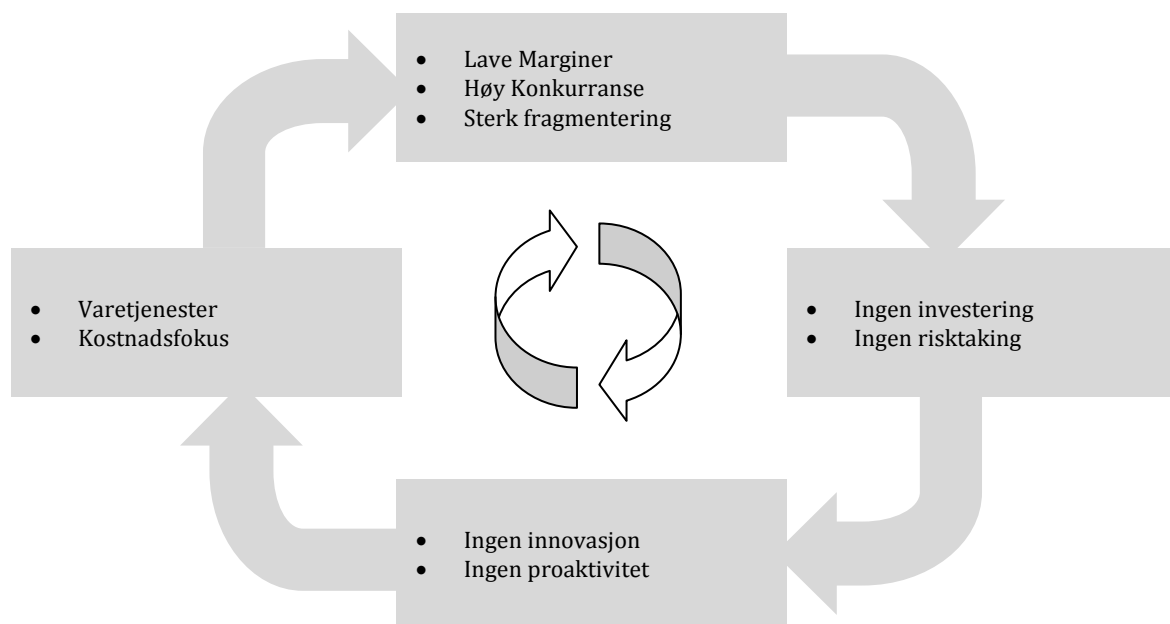 • Lave Marginer
• Høy Konkurranse
• Sterk fragmentering
• Varetjenester
• Kostnadsfokus
• Ingen investering
• Ingen risktaking
• Ingen innovasjon
• Ingen proaktivitet